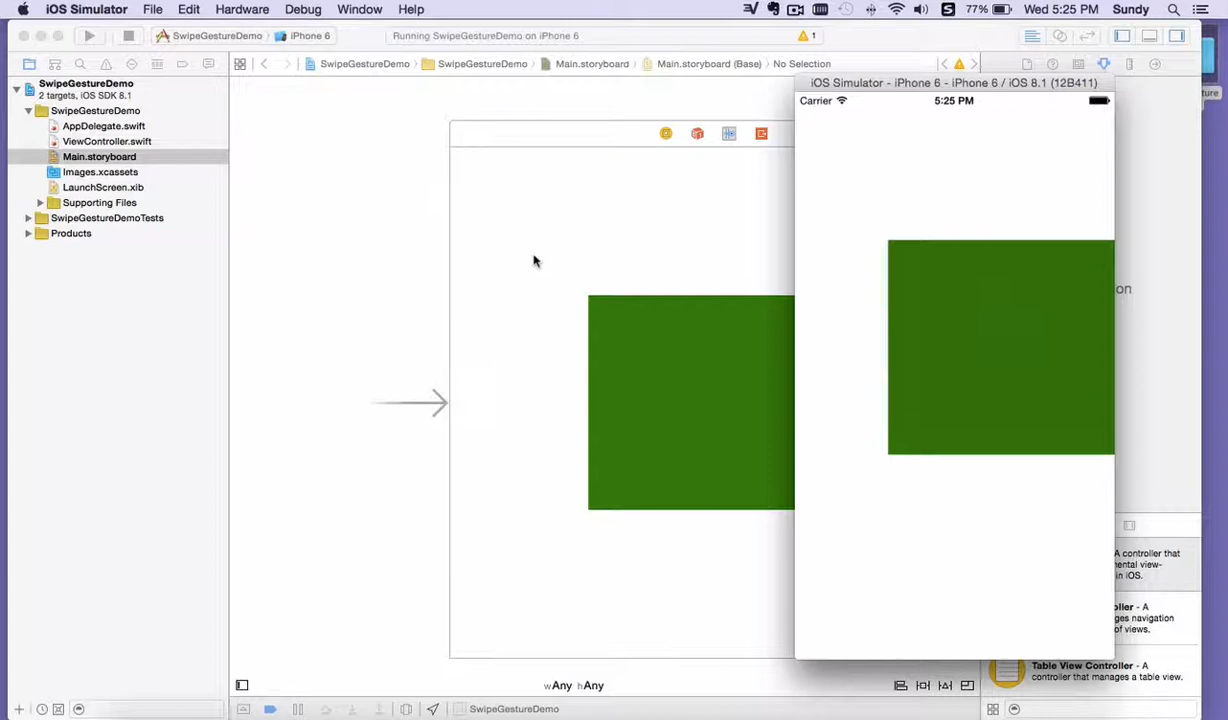 iOS Simulator File Edit Hardware Debug Window Help 77% Wed 5:25 PM Sundy
SwipeGestureDemo iPhone 6 Running SwipeGestureDemo on iPhone 6 1
SwipeGestureDemo SwipeGestureDemo Main.storyboard Main.storyboard (Base) No Selection
SwipeGestureDemo
2 targets, iOS SDK 8.1
SwipeGestureDemo
AppDelegate.swift
ViewController.swift
Main.storyboard
Images.xcassets
LaunchScreen.xib
Supporting Files
SwipeGestureDemoTests
Products
iOS Simulator - iPhone 6 - iPhone 6 / iOS 8.1 (12B411)
Carrier 5:25 PM
on
A controller that
mental view-
in iOS.
ller - A
ges navigation
of views.
Table View Controller - A
controller that manages a table view.
wAny hAny
SwipeGestureDemo